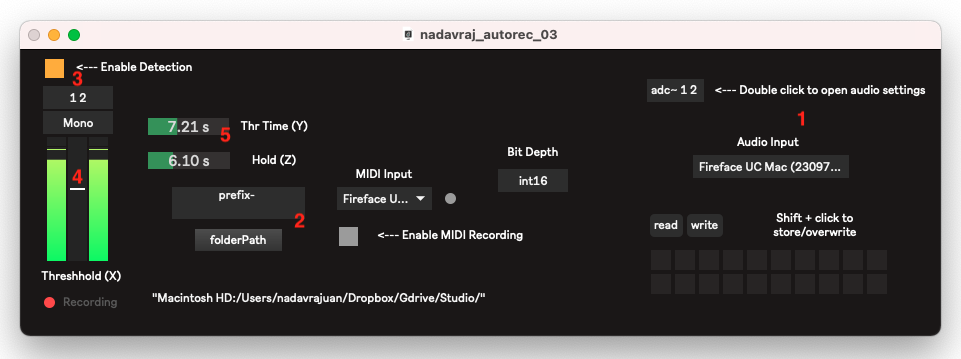 nadavraj_autorec_03
<--- Enable Detection
3
1 2
Mono
4
Threshhold (X)
Recording
7.21 s
5
Thr Time (Y)
6.10 s
Hold (Z)
prefix-
2
folderPath
"Macintosh HD:/Users/nadavrajuan/Dropbox/Gdrive/Studio/"
MIDI Input
Fireface U...
<--- Enable MIDI Recording
Bit Depth
int16
adc~ 1 2
<--- Double click to open audio settings
1
Audio Input
Fireface UC Mac (23097...
read
write
Shift + click to
store/overwrite